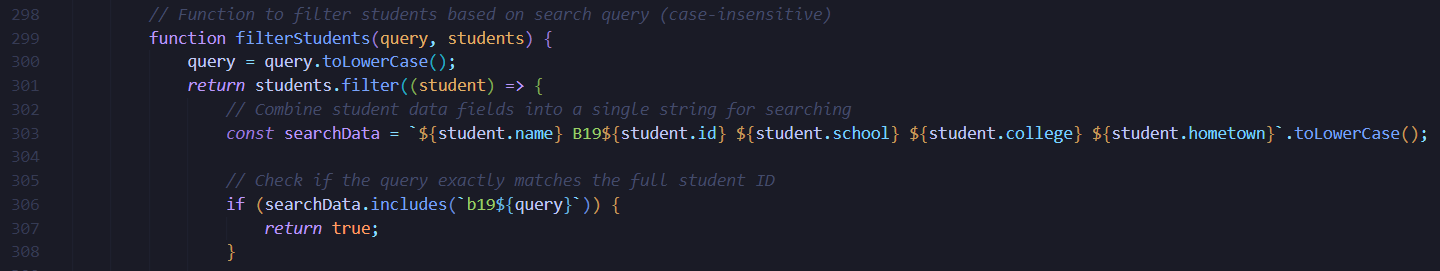 298 // Function to filter students based on search query (case-insensitive)
299 function filterStudents(query, students) {
300 query = query.toLowerCase();
301 return students.filter((student) => {
302 // Combine student data fields into a single string for searching
303 const searchData = `${student.name} B19${student.id} ${student.school} ${student.college} ${student.hometown}`.toLowerCase();
304
305 // Check if the query exactly matches the full student ID
306 if (searchData.includes(`b19${query}`)) {
307 return true;
308 }